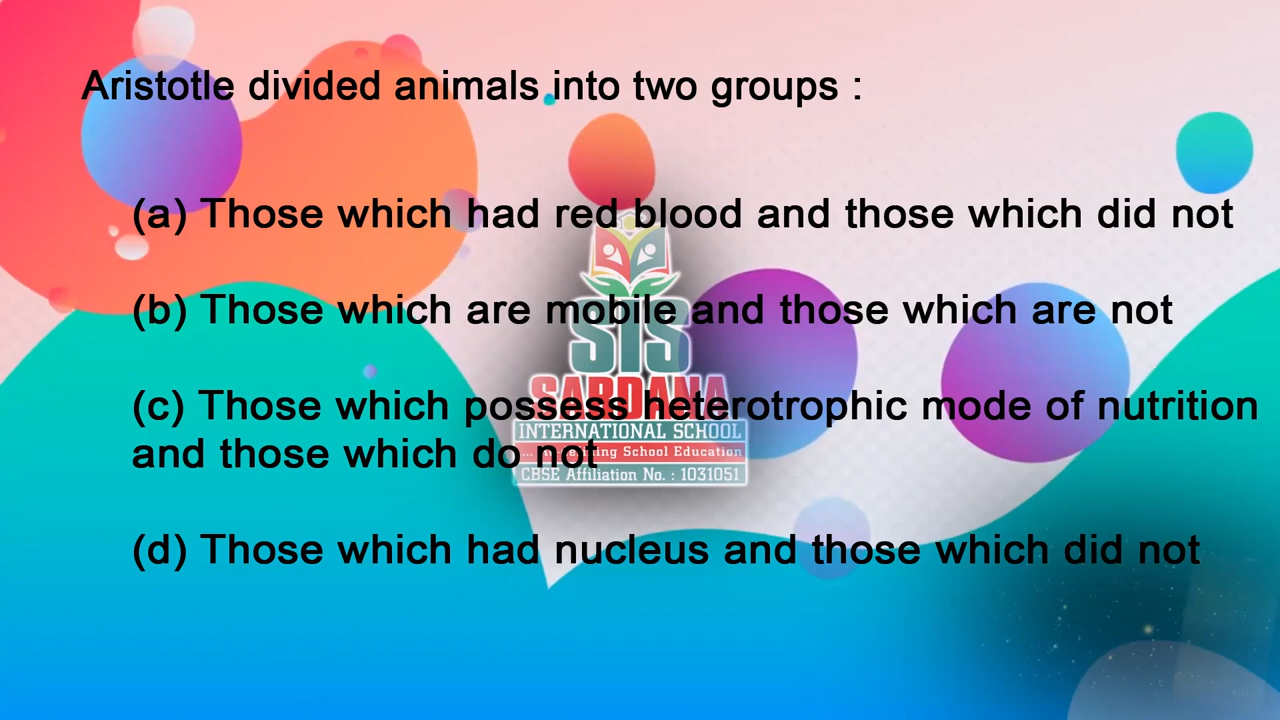 Aristotle divided animals into two groups :
(a) Those which had red blood and those which did not
(b) Those which are mobile and those which are not
(c) Those which possess heterotrophic mode of nutrition
and those which do not
(d) Those which had nucleus and those which did not
SIS
SARDANA
INTERNATIONAL SCHOOL
School Education
CBSE Affiliation No. : 1031051